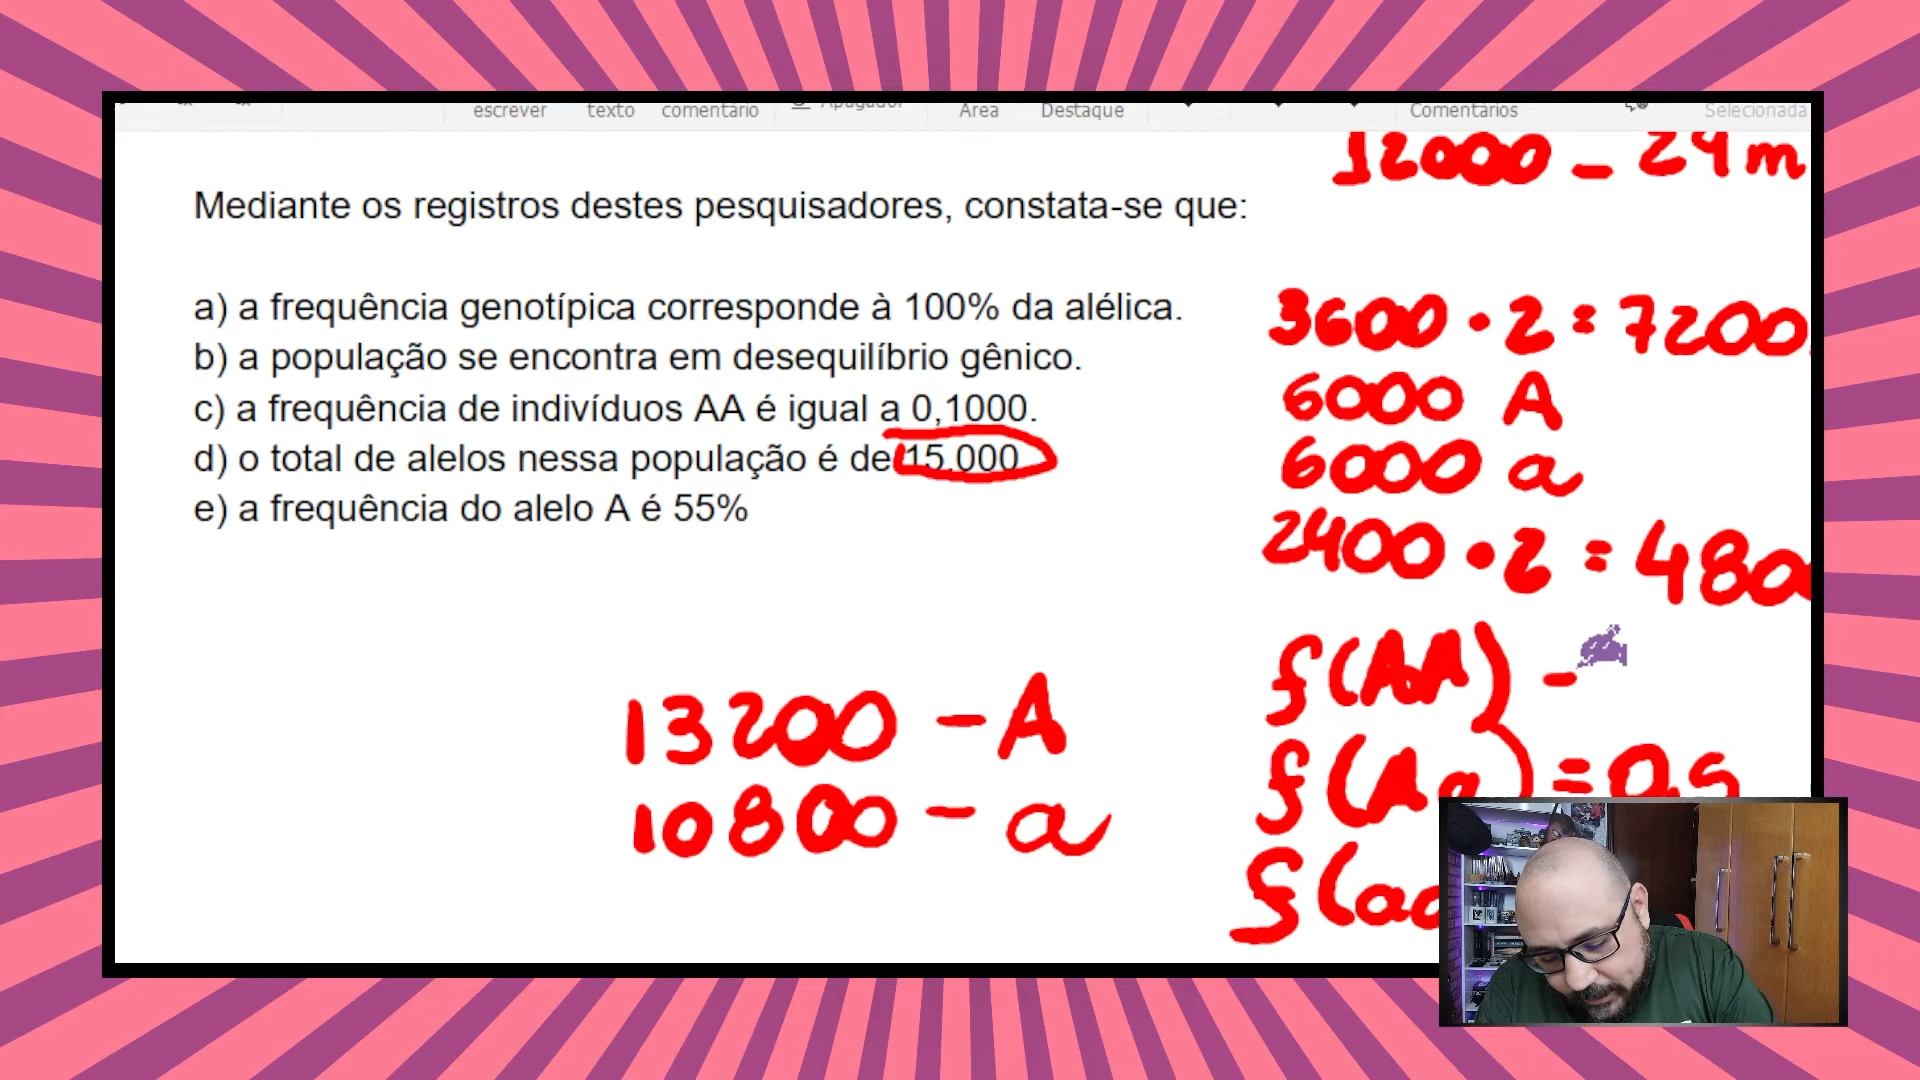 escrever texto comentário Apagador Área Destaque Comentários Selecionada
12000 - 24m
Mediante os registros destes pesquisadores, constata-se que:
a) a frequência genotípica corresponde à 100% da alélica.
b) a população se encontra em desequilíbrio gênico.
c) a frequência de indivíduos AA é igual a 0,1000.
d) o total de alelos nessa população é de 15.000
e) a frequência do alelo A é 55%
3600 · 2 = 7200
6000 A
6000 a
2400 · 2 = 4800
f(AA) -
f(Aa) = 0,5
f(aa
13200 - A
10800 - a